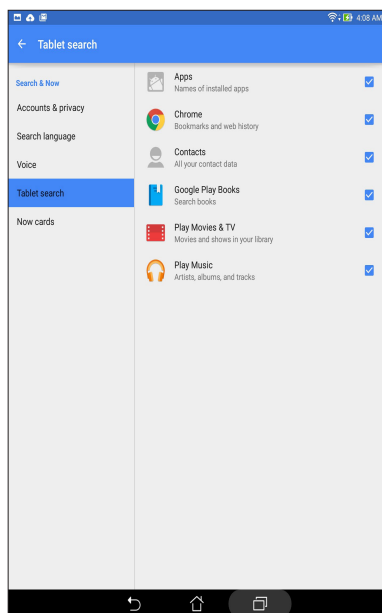 4:08 AM
Tablet search
Search & Now
Accounts & privacy
Search language
Voice
Tablet search
Now cards
Apps
Names of installed apps
Chrome
Bookmarks and web history
Contacts
All your contact data
Google Play Books
Search books
Play Movies & TV
Movies and shows in your library
Play Music
Artists, albums, and tracks